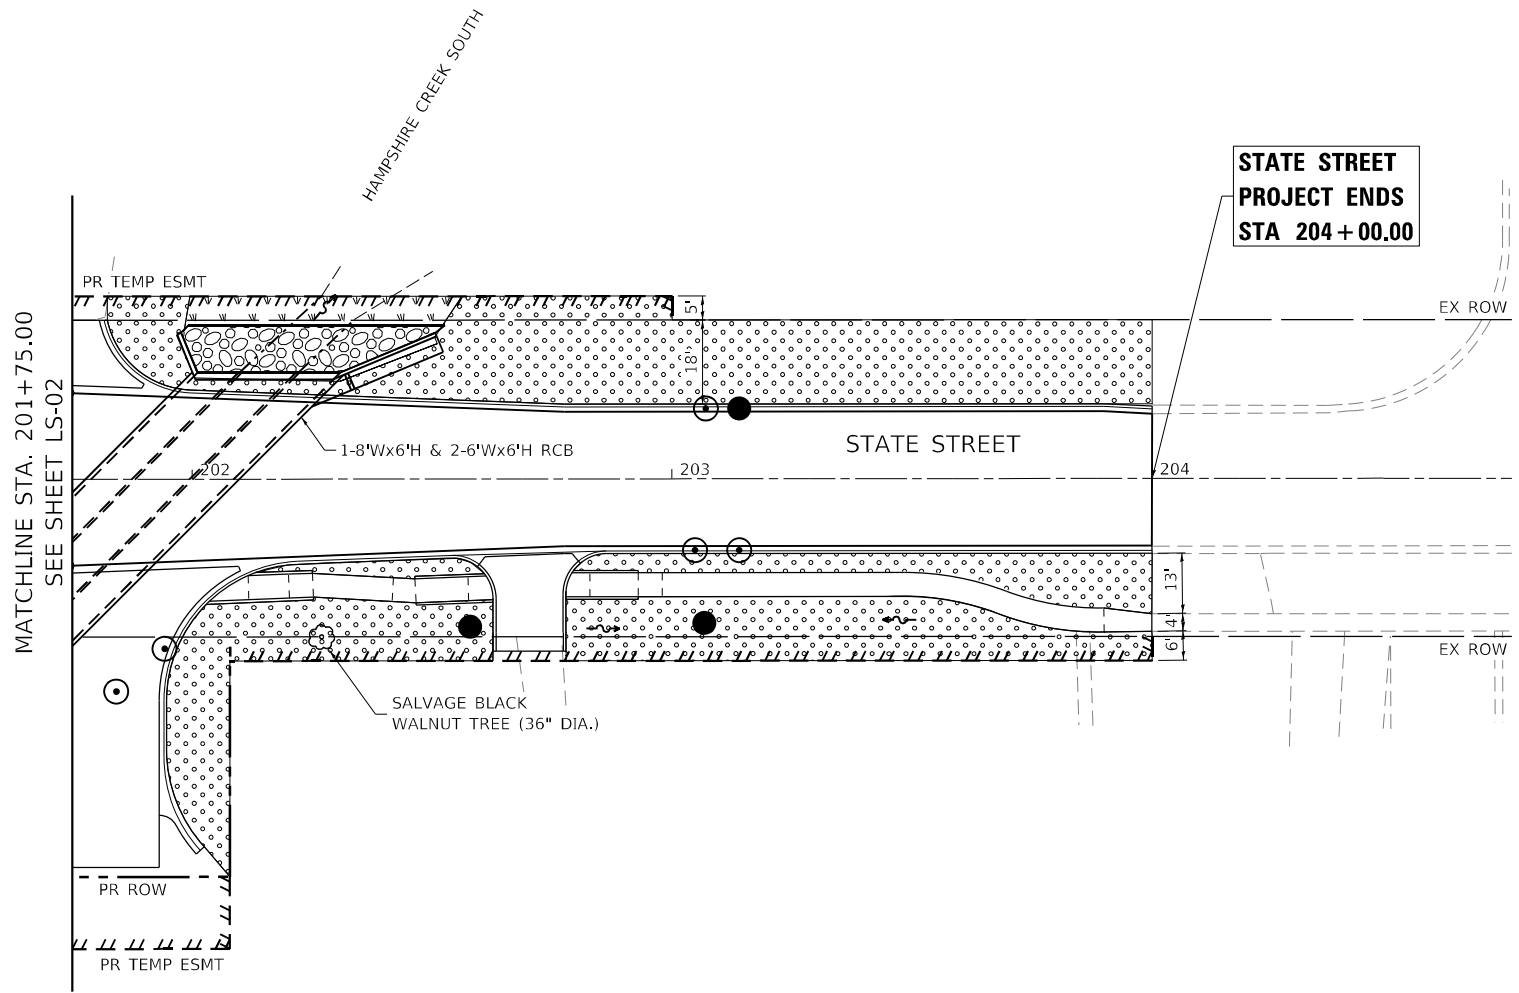 HAMPSHIRE CREEK SOUTH
STATE STREET
PROJECT ENDS
STA 204+00.00
PR TEMP ESMT
5'
EX ROW
18'
MATCHLINE STA. 201+75.00
SEE SHEET LS-02
1-8'Wx6'H & 2-6'Wx6'H RCB
STATE STREET
202
203
204
13'
4'
6'
EX ROW
SALVAGE BLACK
WALNUT TREE (36" DIA.)
PR ROW
PR TEMP ESMT